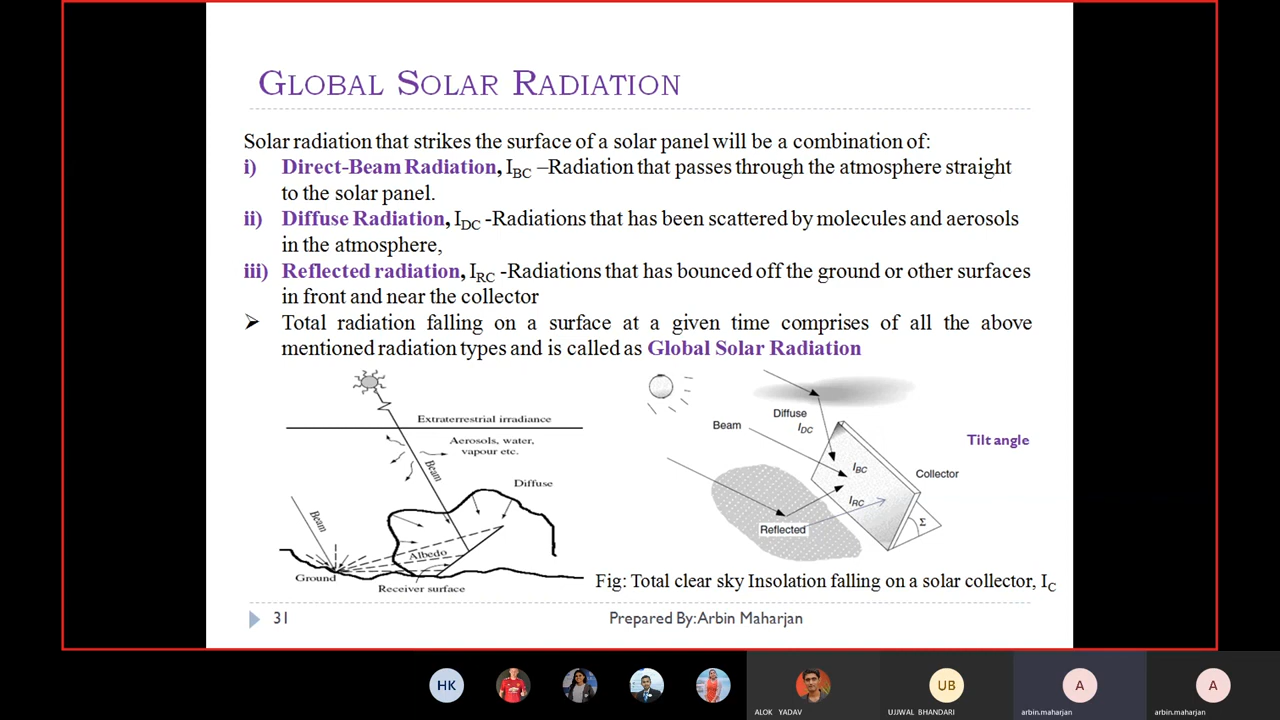 GLOBAL SOLAR RADIATION
Solar radiation that strikes the surface of a solar panel will be a combination of:
i) Direct-Beam Radiation, IBC –Radiation that passes through the atmosphere straight
to the solar panel.
ii) Diffuse Radiation, IDC -Radiations that has been scattered by molecules and aerosols
in the atmosphere,
iii) Reflected radiation, IRC -Radiations that has bounced off the ground or other surfaces
in front and near the collector
➢ Total radiation falling on a surface at a given time comprises of all the above
mentioned radiation types and is called as Global Solar Radiation
Extraterrestrial irradiance
Aerosols, water,
vapour etc.
Beam
Diffuse
Beam
Albedo
Ground
Receiver surface
Diffuse
IDC
Beam
Tilt angle
IBC
Collector
IRC
Reflected
Σ
Fig: Total clear sky Insolation falling on a solar collector, IC
31
Prepared By:Arbin Maharjan
HK
UB
A
A
ALOK YADAV
UJJWAL BHANDARI
arbin.maharjan
arbin.maharjan